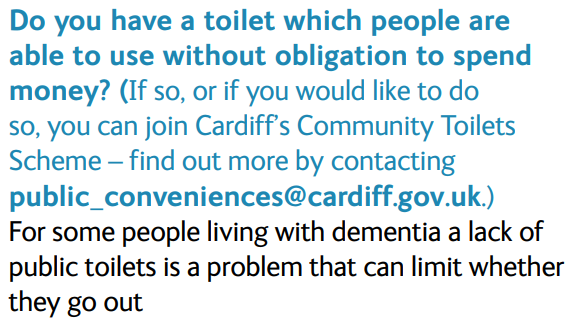 Do you have a toilet which people are
able to use without obligation to spend
money? (If so, or if you would like to do
so, you can join Cardiff’s Community Toilets
Scheme – find out more by contacting
public_conveniences@cardiff.gov.uk.)
For some people living with dementia a lack of
public toilets is a problem that can limit whether
they go out